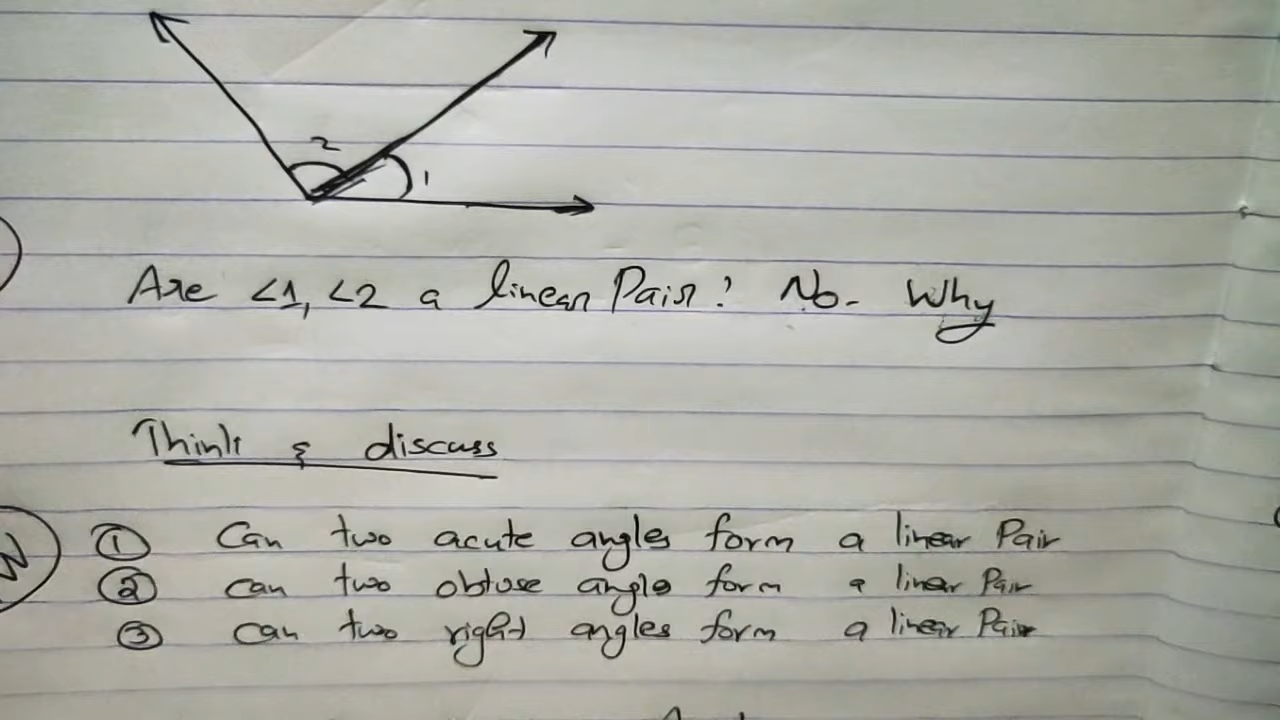 2
1
Are <1, <2 a linear Pair? No. Why
Think & discuss
① Can two acute angles form a linear Pair
② can two obtuse angle form a linear Pair
③ can two right angles form a linear Pair